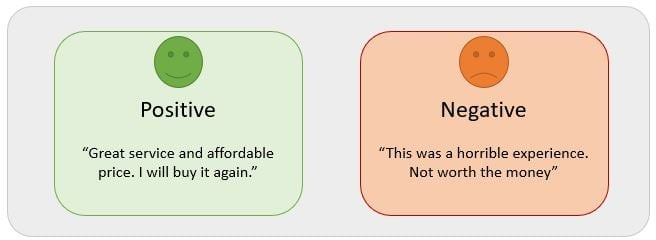 Positive
“Great service and affordable
price. I will buy it again.”
Negative
“This was a horrible experience.
Not worth the money”